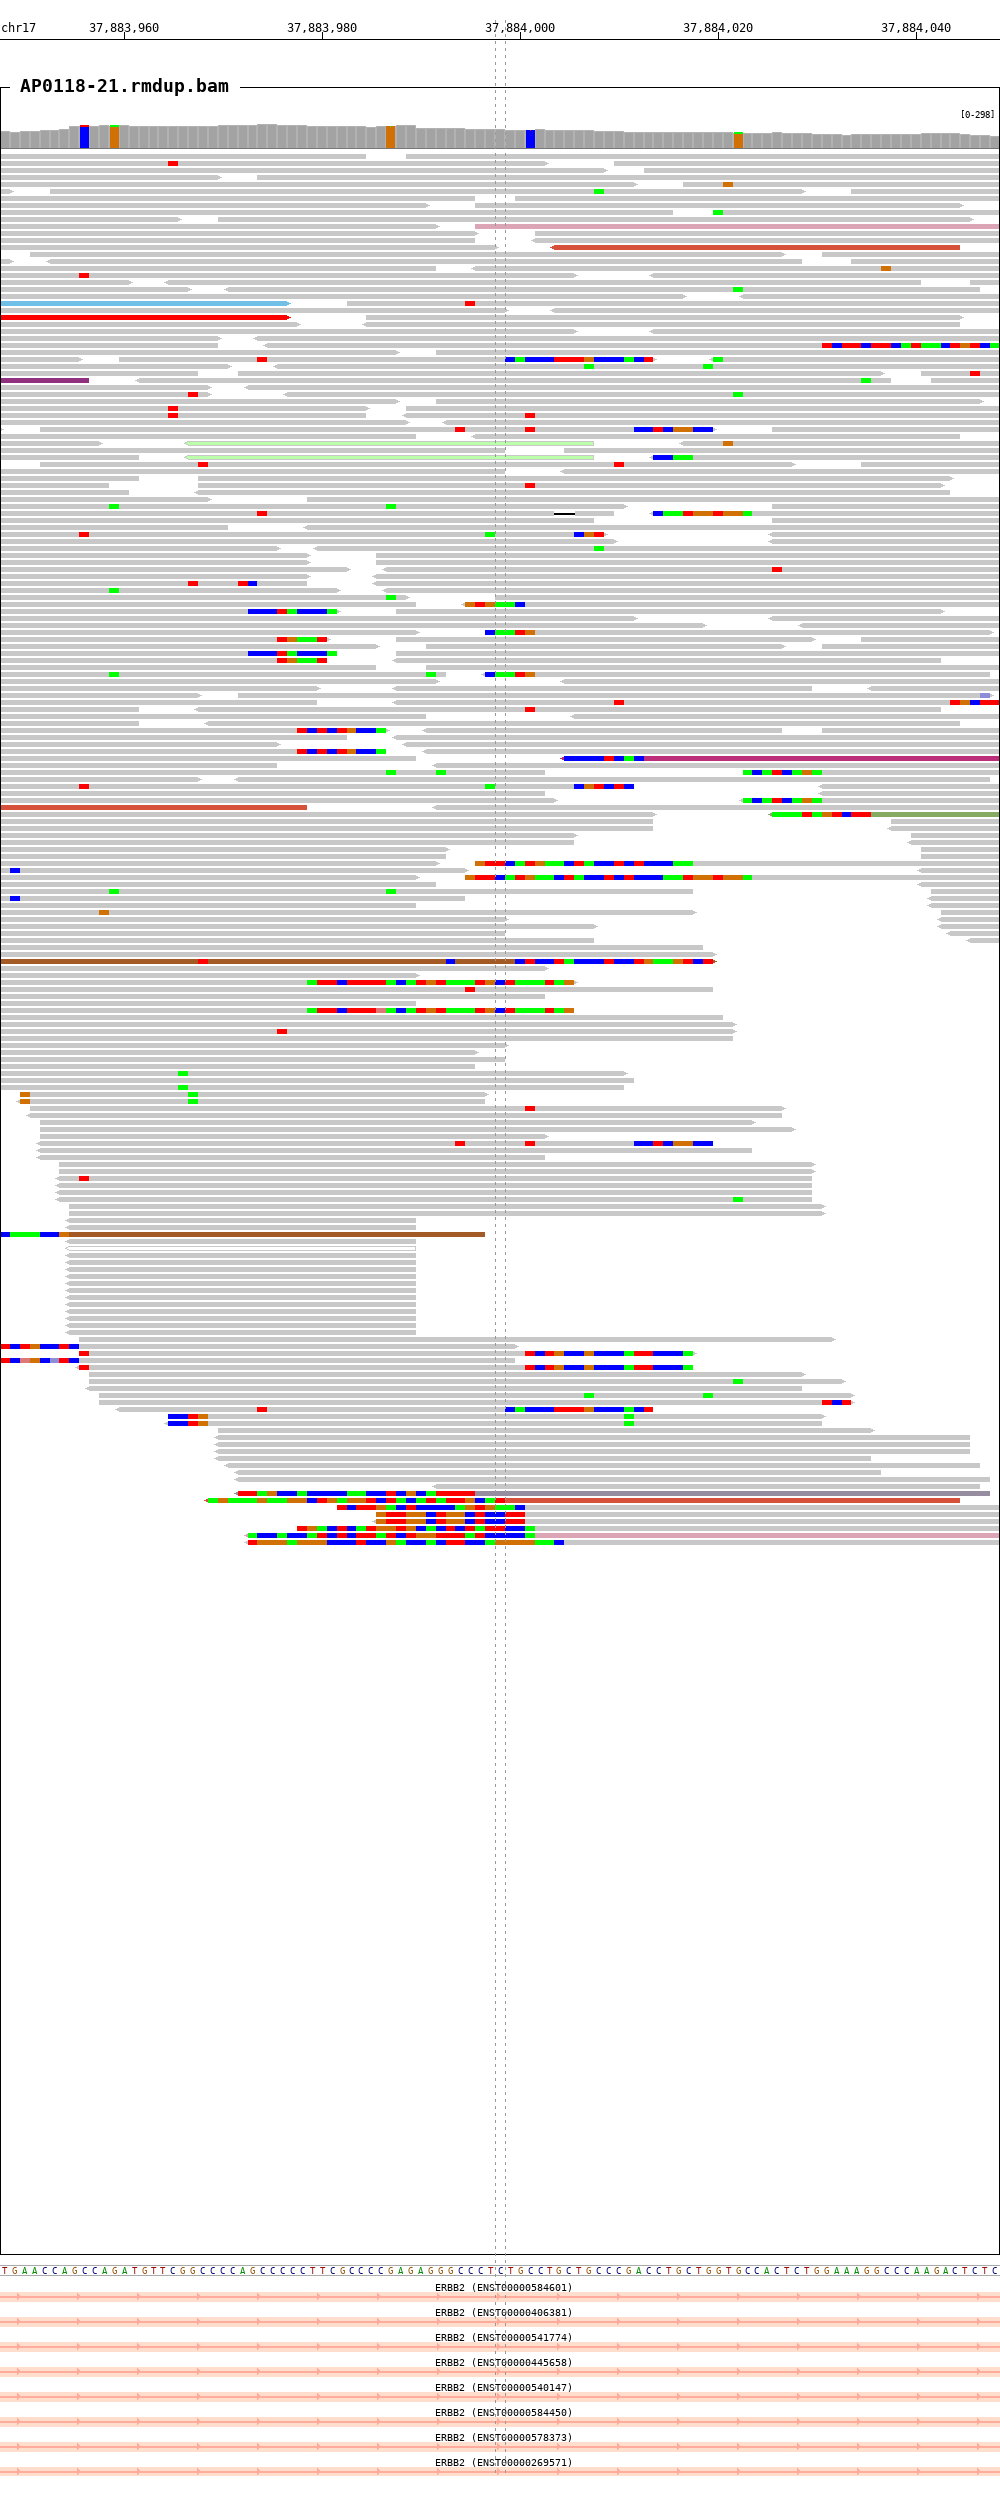 chr17 37,883,960 37,883,980 37,884,000 37,884,020 37,884,040
AP0118-21.rmdup.bam
[0-298]
TGAACCAGCCAGATGTTCGGCCCCAGCCCCCTTCGCCCCGAGAGGGCCCTCTGCCTGCTGCCCGACCTGCTGGTGCCACTCTGGAAAGGCCCAAGACTCTC
ERBB2 (ENST00000584601)
ERBB2 (ENST00000406381)
ERBB2 (ENST00000541774)
ERBB2 (ENST00000445658)
ERBB2 (ENST00000540147)
ERBB2 (ENST00000584450)
ERBB2 (ENST00000578373)
ERBB2 (ENST00000269571)